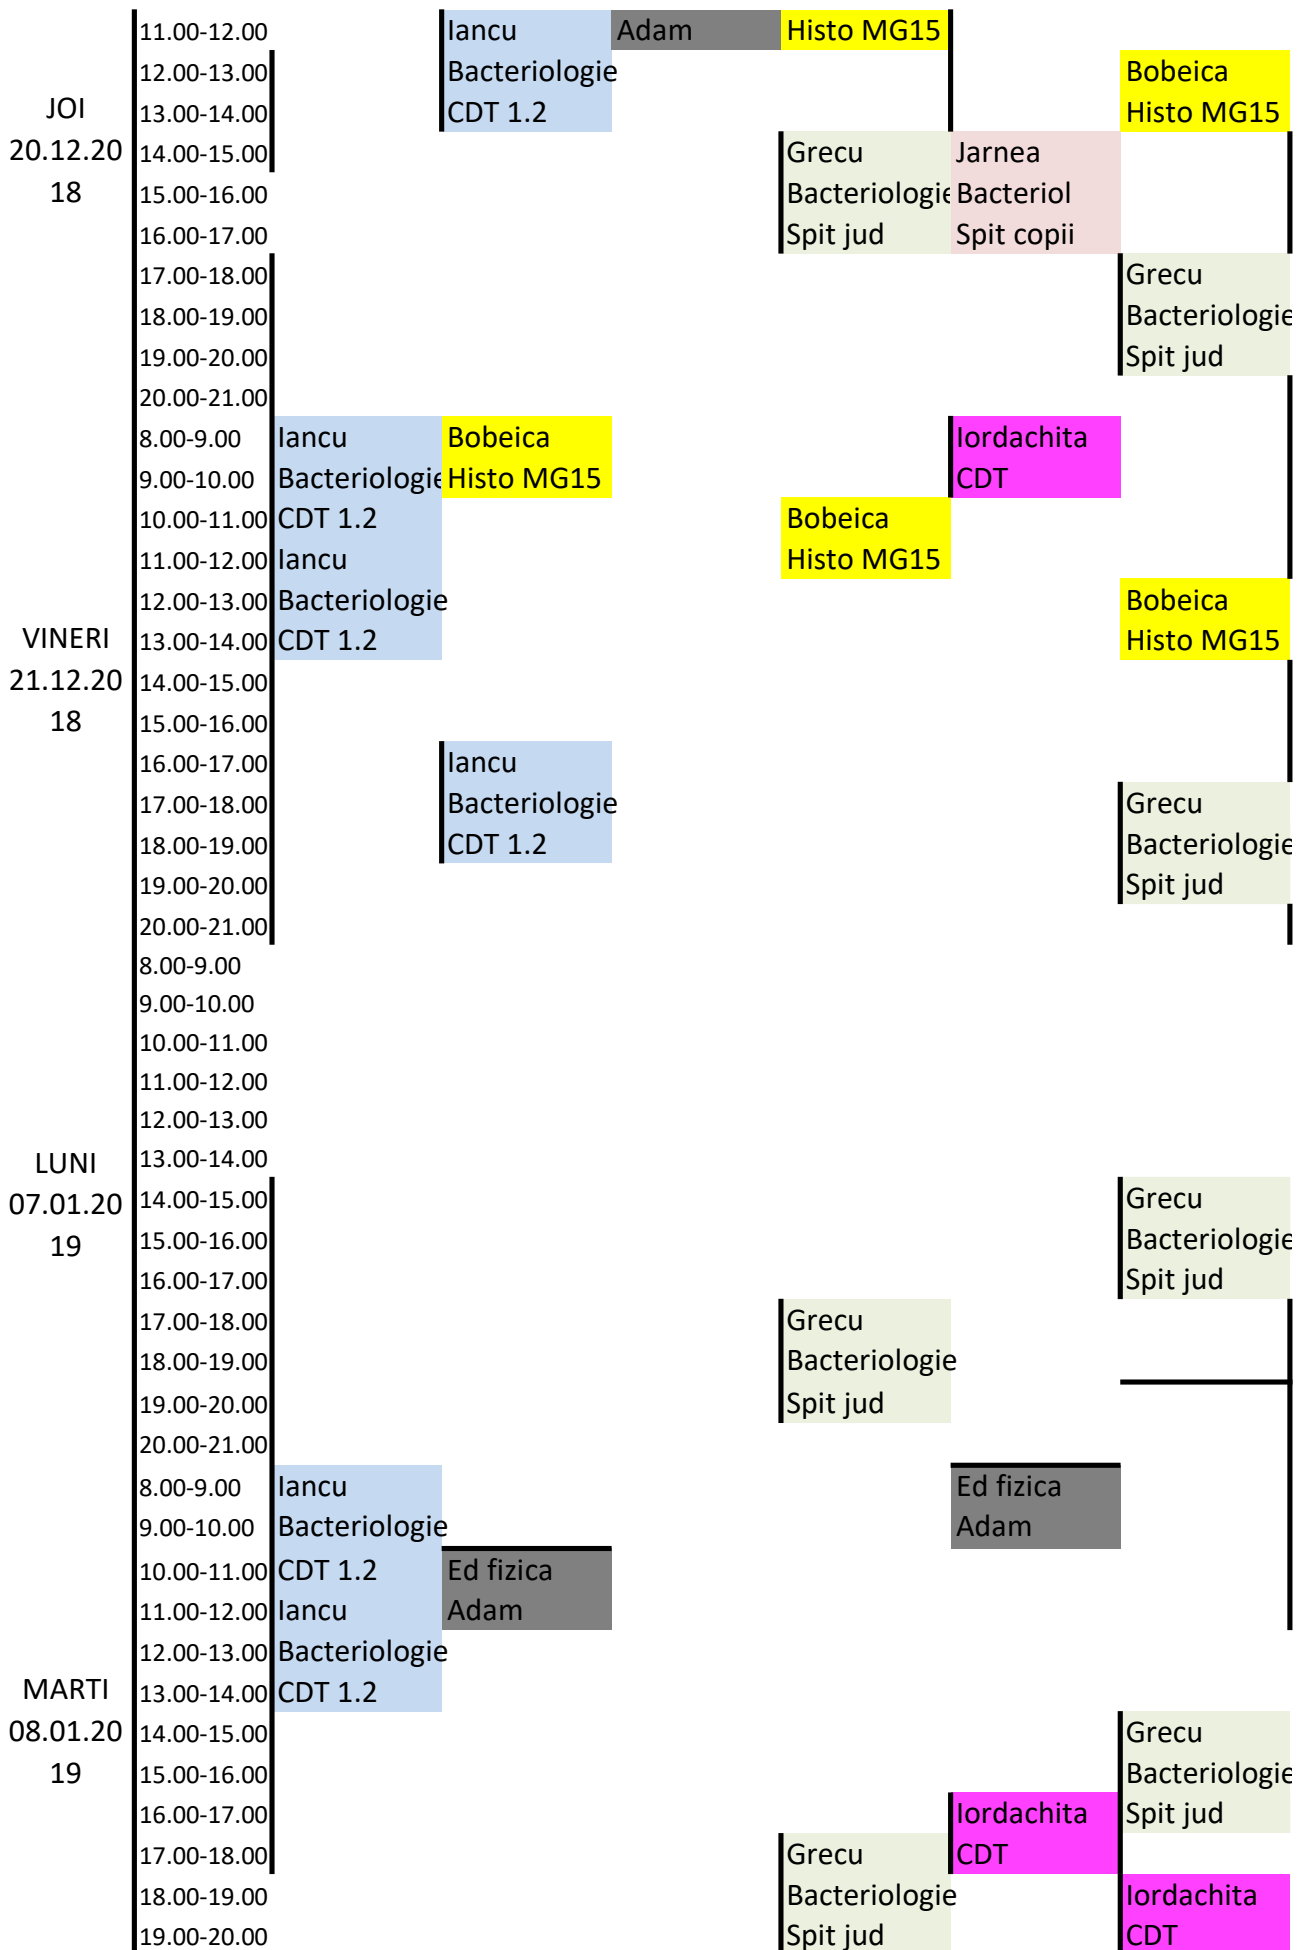 11.00-12.00 Iancu Adam Histo MG15
12.00-13.00 Bacteriologie Bobeica
JOI 13.00-14.00 CDT 1.2 Histo MG15
20.12.20 14.00-15.00 Grecu Jarnea
18 15.00-16.00 Bacteriologie Bacteriol
16.00-17.00 Spit jud Spit copii
17.00-18.00 Grecu
18.00-19.00 Bacteriologie
19.00-20.00 Spit jud
20.00-21.00
8.00-9.00 Iancu Bobeica Iordachita
9.00-10.00 Bacteriologie Histo MG15 CDT
10.00-11.00 CDT 1.2 Bobeica
11.00-12.00 Iancu Histo MG15
12.00-13.00 Bacteriologie Bobeica
VINERI 13.00-14.00 CDT 1.2 Histo MG15
21.12.20 14.00-15.00
18 15.00-16.00
16.00-17.00 Iancu
17.00-18.00 Bacteriologie Grecu
18.00-19.00 CDT 1.2 Bacteriologie
19.00-20.00 Spit jud
20.00-21.00
8.00-9.00
9.00-10.00
10.00-11.00
11.00-12.00
12.00-13.00
LUNI 13.00-14.00
07.01.20 14.00-15.00 Grecu
19 15.00-16.00 Bacteriologie
16.00-17.00 Spit jud
17.00-18.00 Grecu
18.00-19.00 Bacteriologie
19.00-20.00 Spit jud
20.00-21.00
8.00-9.00 Iancu Ed fizica
9.00-10.00 Bacteriologie Adam
10.00-11.00 CDT 1.2 Ed fizica
11.00-12.00 Iancu Adam
12.00-13.00 Bacteriologie
MARTI 13.00-14.00 CDT 1.2
08.01.20 14.00-15.00 Grecu
19 15.00-16.00 Bacteriologie
16.00-17.00 Iordachita Spit jud
17.00-18.00 Grecu CDT
18.00-19.00 Bacteriologie Iordachita
19.00-20.00 Spit jud CDT